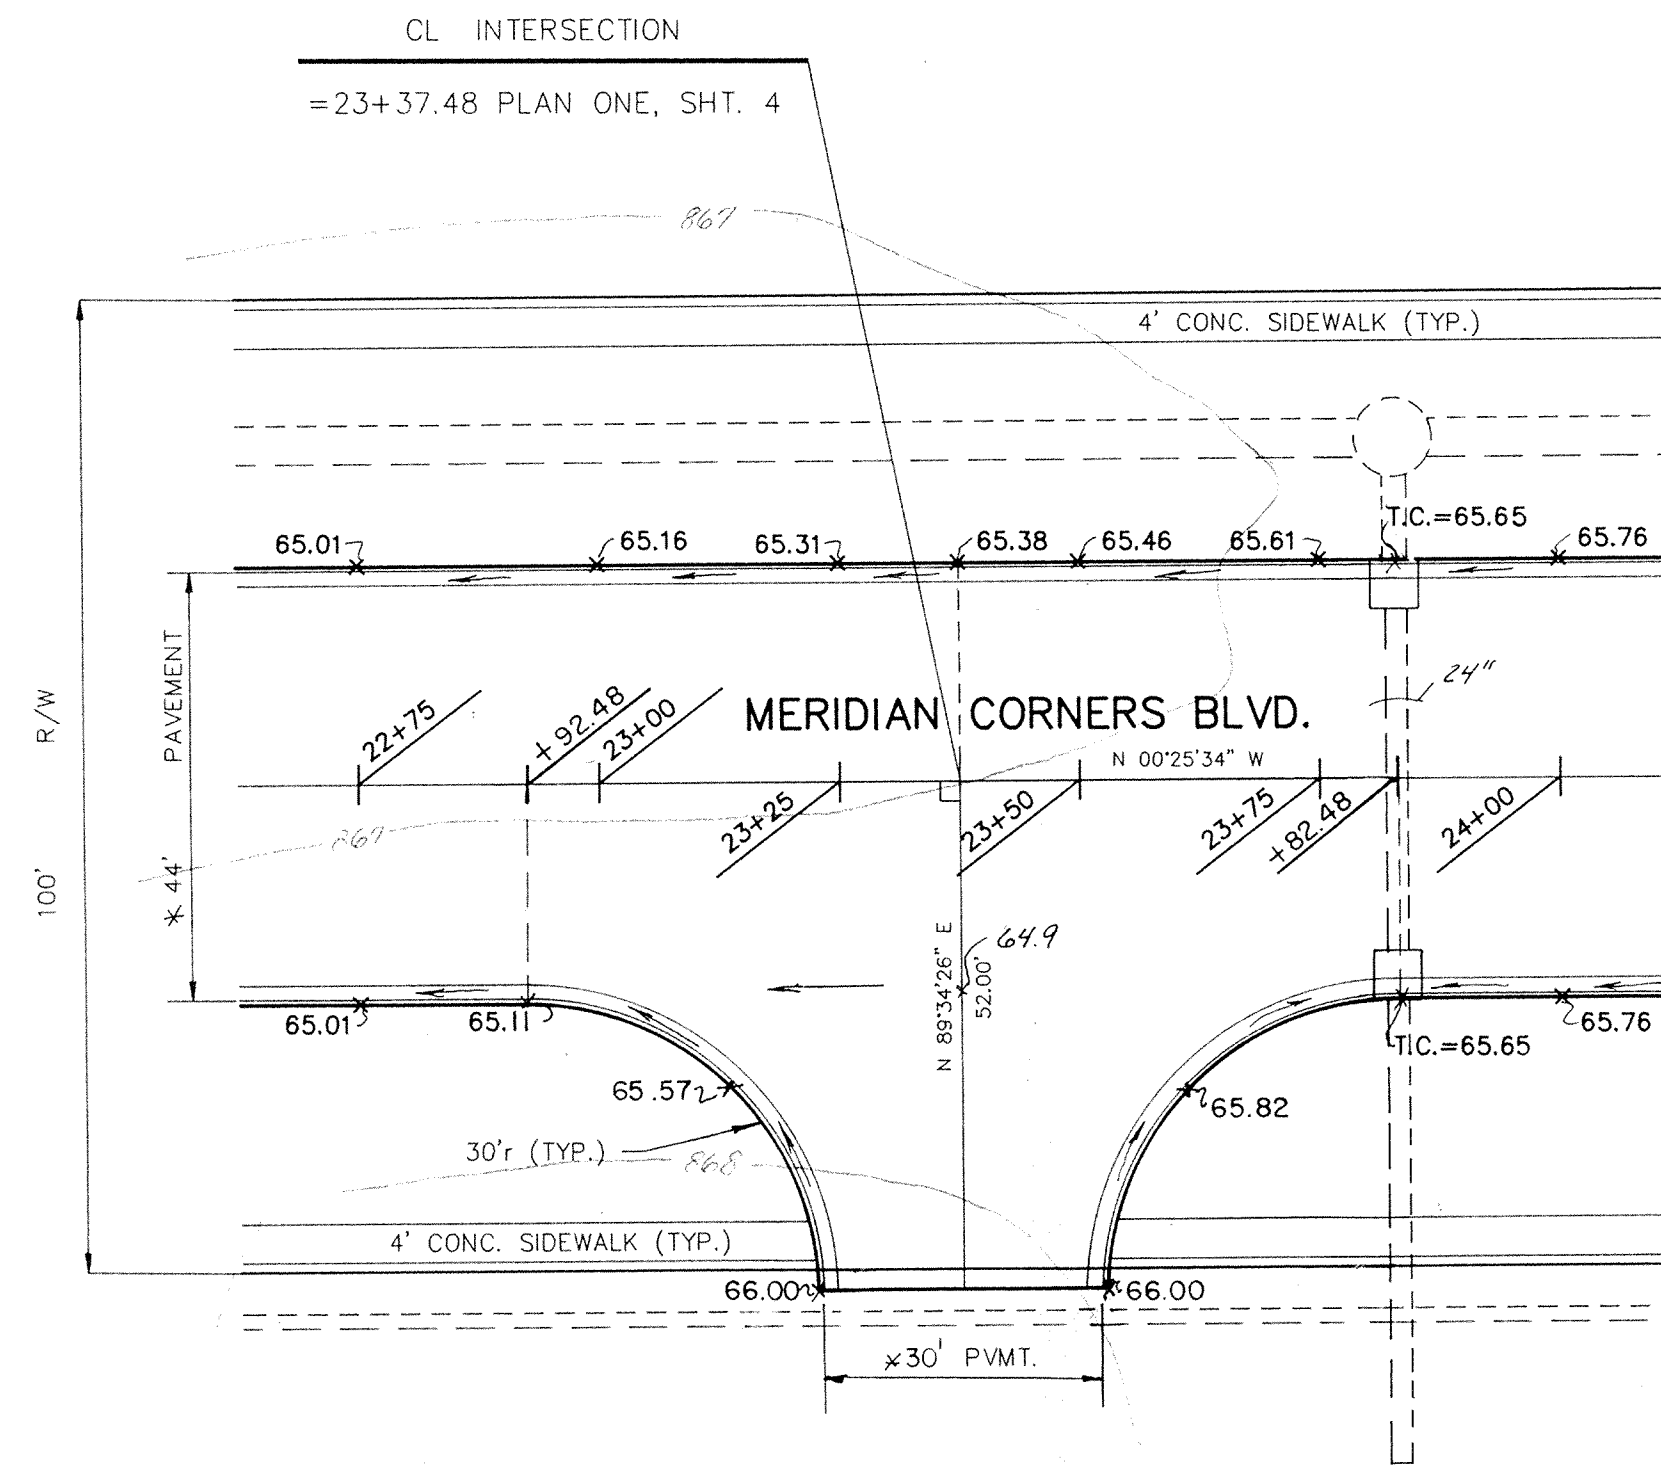 CL INTERSECTION
=23+37.48 PLAN ONE, SHT. 4
867
4' CONC. SIDEWALK (TYP.)
T.C.=65.65
65.01
65.16
65.31
65.38
65.46
65.61
65.76
100' R/W
* 44' PAVEMENT
24"
22+75
+92.48
23+00
MERIDIAN CORNERS BLVD.
N 00°25'34" W
23+25
23+50
23+75
+82.48
24+00
867
N 89°34'26" E
52.00'
64.9
65.01
65.11
65.76
T.C.=65.65
65.57
65.82
30'r (TYP.)
868
4' CONC. SIDEWALK (TYP.)
66.00
66.00
*30' PVMT.